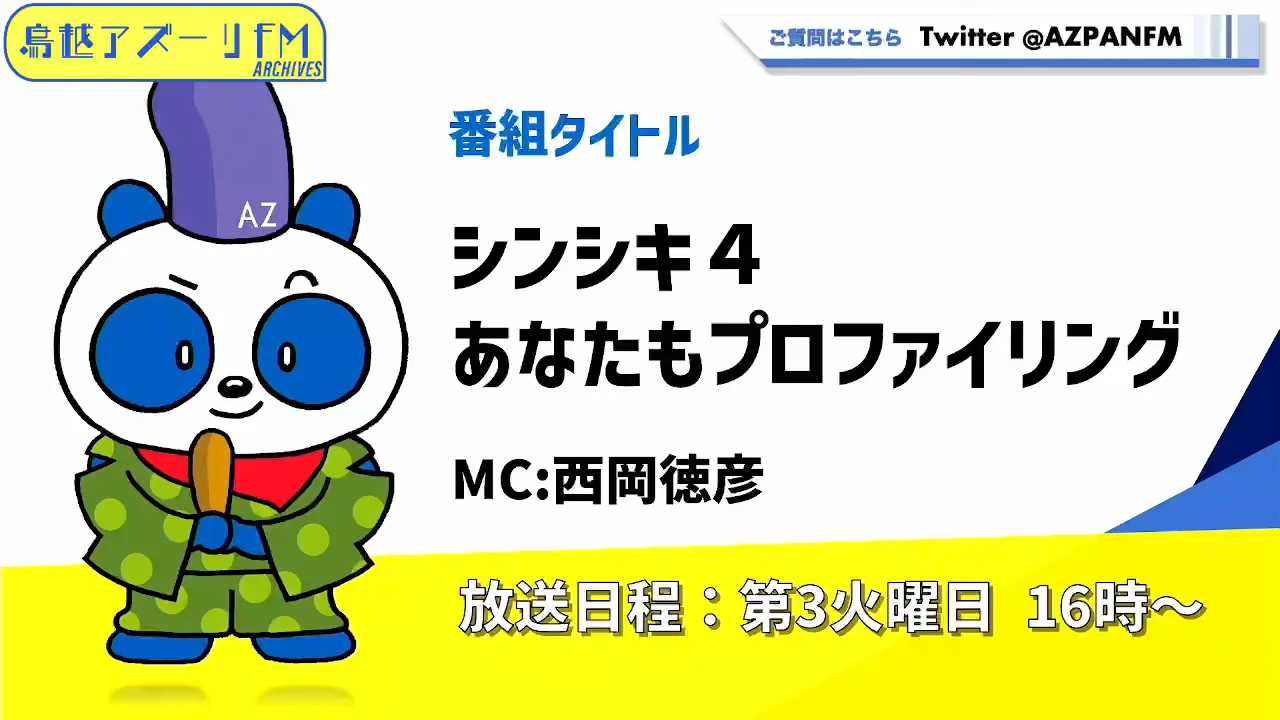 鳥越アズーリFM
ARCHIVES
ご質問はこちら Twitter @AZPANFM
番組タイトル
AZ
シンシキ4
あなたもプロファイリング
MC:西岡徳彦
放送日程：第3火曜日 16時〜